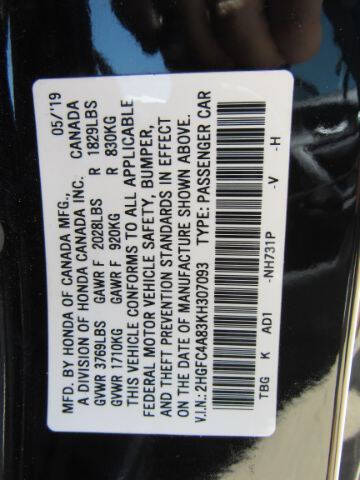 MFD. BY HONDA OF CANADA MFG., 05/'19
A DIVISION OF HONDA CANADA INC. CANADA
GVWR 3769LBS GAWR F 2028LBS R 1829LBS
GVWR 1710KG GAWR F 920KG R 830KG
THIS VEHICLE CONFORMS TO ALL APPLICABLE
FEDERAL MOTOR VEHICLE SAFETY, BUMPER,
AND THEFT PREVENTION STANDARDS IN EFFECT
ON THE DATE OF MANUFACTURE SHOWN ABOVE.
V.I.N.: 2HGFC4A83KH307093 TYPE: PASSENGER CAR
TBG K AD1 -NH731P -V -H